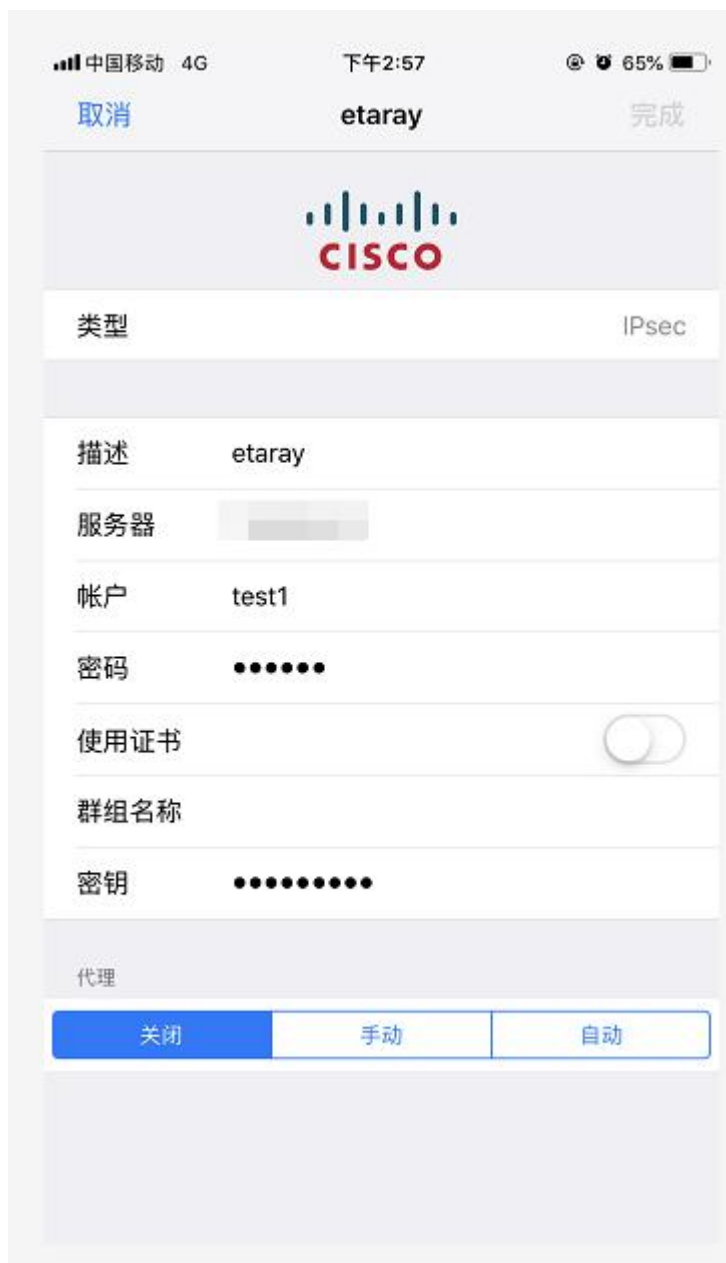 中国移动 4G 下午2:57 65%
取消 etaray 完成
CISCO
类型 IPsec
描述 etaray
服务器
帐户 test1
密码 ●●●●●●
使用证书
群组名称
密钥 ●●●●●●●●●
代理
关闭 手动 自动